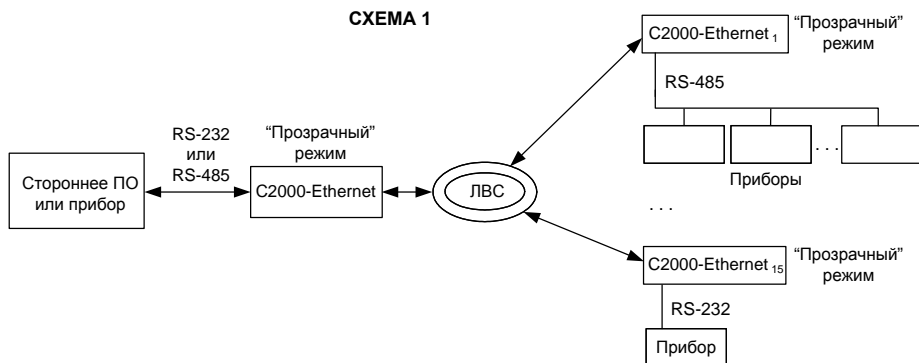 СХЕМА 1
Стороннее ПО
или прибор
RS-232
или
RS-485
“Прозрачный”
режим
С2000-Ethernet
ЛВС
С2000-Ethernet 1
“Прозрачный”
режим
RS-485
. . .
Приборы
. . .
С2000-Ethernet 15
“Прозрачный”
режим
RS-232
Прибор